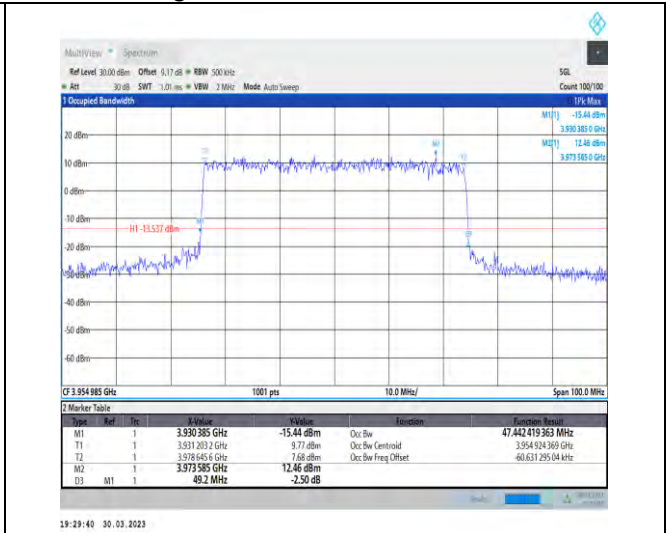 MultiView Spectrum
Ref Level 30.00 dBm Offset 9.17 dB RBW 500 kHz SGL
Att 30 dB SWT 1.01 ms VBW 2 MHz Mode Auto Sweep Count 100/100
1 Occupied Bandwidth 1Pk Max
M1[1] -15.44 dBm
3.930 385 0 GHz
M2[1] 12.46 dBm
3.973 585 0 GHz
20 dBm
10 dBm
0 dBm
-10 dBm
H1 -13.537 dBm
-20 dBm
-30 dBm
-40 dBm
-50 dBm
-60 dBm
CF 3.954 985 GHz 1001 pts 10.0 MHz/ Span 100.0 MHz
2 Marker Table
Type Ref Trc X-Value Y-Value Function Function Result
M1 1 3.930 385 GHz -15.44 dBm Occ Bw 47.442 419 363 MHz
T1 1 3.931 203 2 GHz 9.77 dBm Occ Bw Centroid 3.954 924 369 GHz
T2 1 3.978 645 6 GHz 7.68 dBm Occ Bw Freq Offset -60.631 295 04 kHz
M2 1 3.973 585 GHz 12.46 dBm
D3 M1 1 49.2 MHz -2.50 dB
19:29:40 30.03.2023